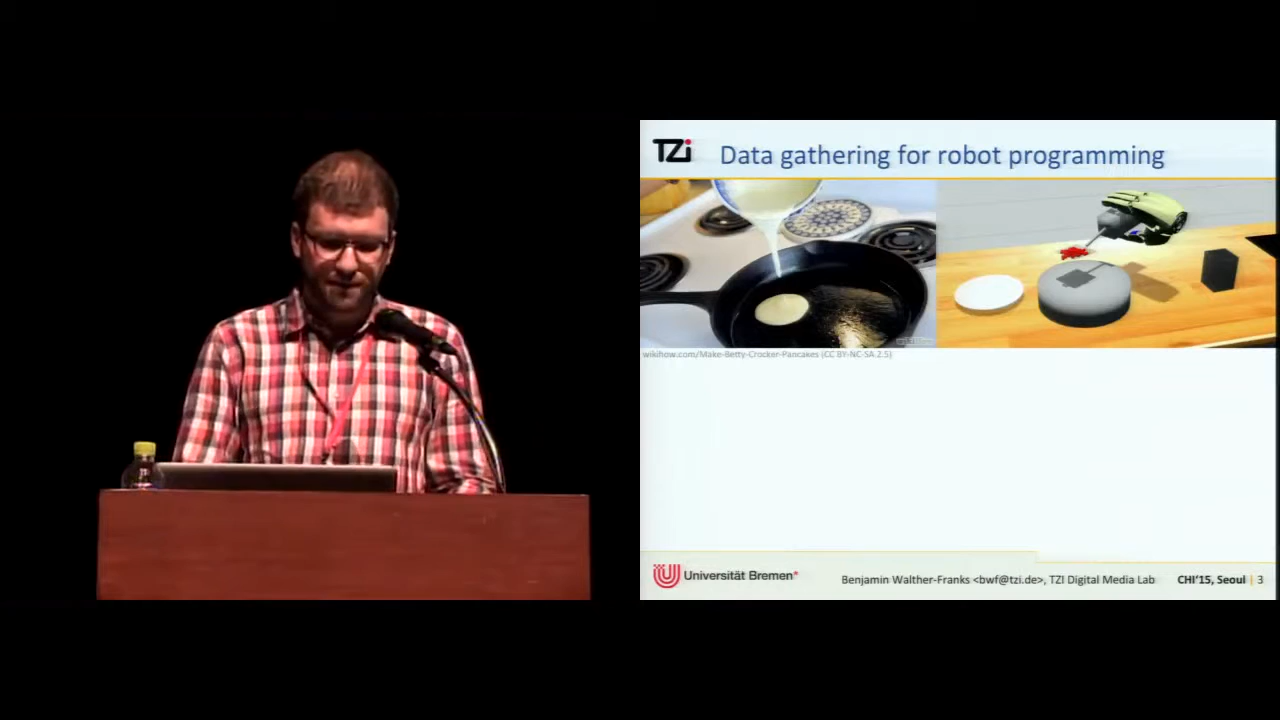 TZi
Data gathering for robot programming
wikiHow
wikihow.com/Make-Betty-Crocker-Pancakes (CC BY-NC-SA 2.5)
Universität Bremen*
Benjamin Walther-Franks <bwf@tzi.de>, TZI Digital Media Lab
CHI'15, Seoul | 3